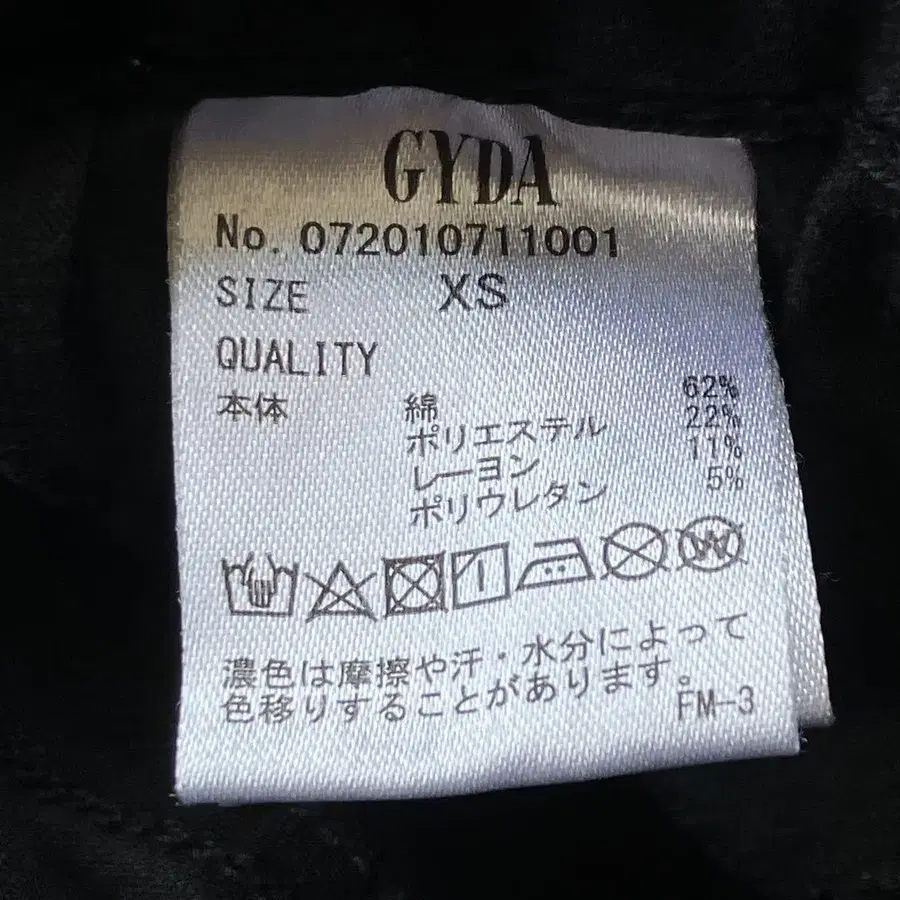 GYDA
No. 072010711001
SIZE XS
QUALITY
本体 綿 62%
ポリエステル 22%
レーヨン 11%
ポリウレタン 5%
W
濃色は摩擦や汗・水分によって
色移りすることがあります。
FM-3